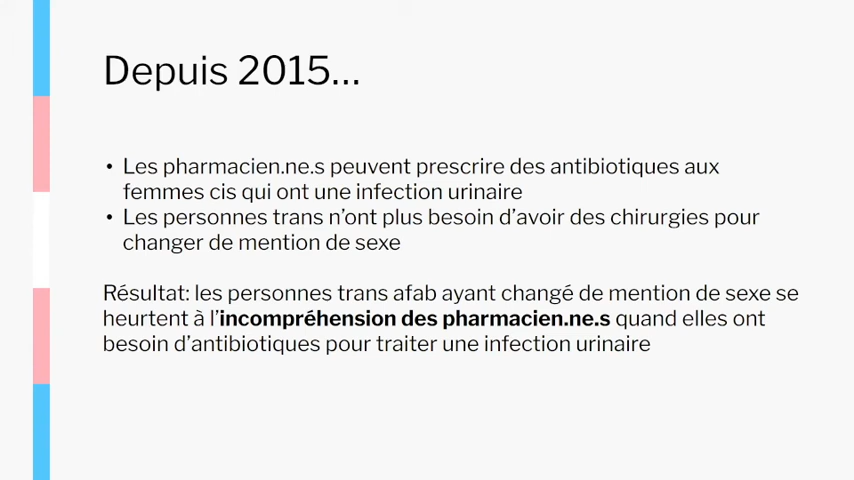 Depuis 2015...
• Les pharmacien.ne.s peuvent prescrire des antibiotiques aux
femmes cis qui ont une infection urinaire
• Les personnes trans n’ont plus besoin d’avoir des chirurgies pour
changer de mention de sexe
Résultat: les personnes trans afab ayant changé de mention de sexe se
heurtent à l’incompréhension des pharmacien.ne.s quand elles ont
besoin d’antibiotiques pour traiter une infection urinaire